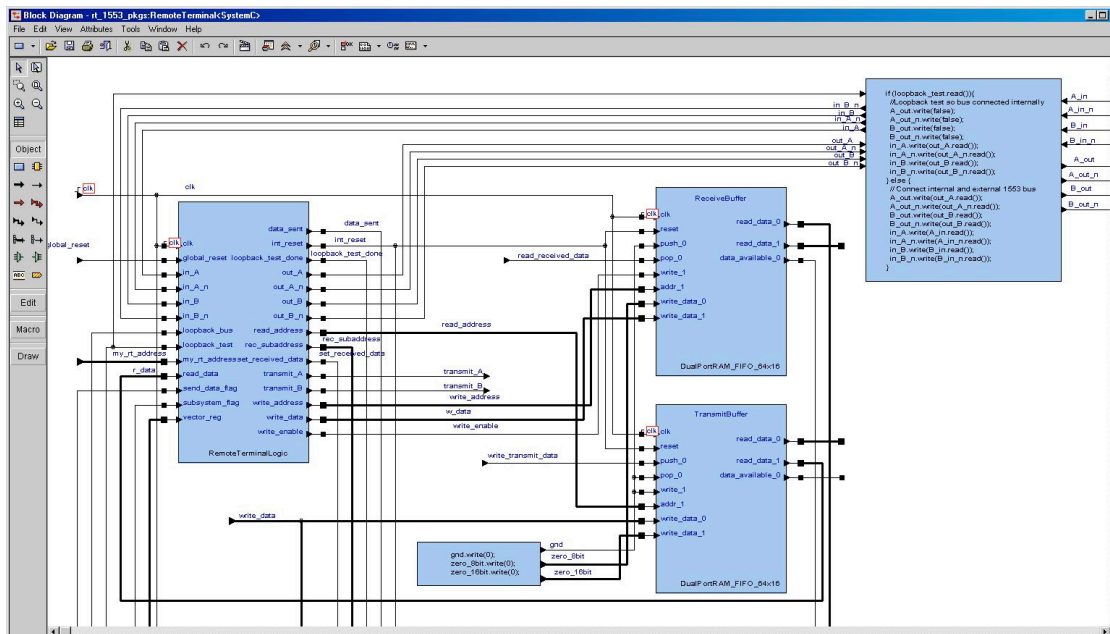 Block Diagram - rt_1553_pkgs:RemoteTerminal<SystemC>
File Edit View Attributes Tools Window Help
Object
Edit
Macro
Draw
clk
clk
global_reset
my_rt_address
r_data
in_B_n
in_B
in_A_n
in_A
out_A
out_A_n
out_B
out_B_n
clk
clk
global_reset
in_A
in_A_n
in_B
in_B_n
loopback_bus
loopback_test
my_rt_address
read_data
send_data_flag
subsystem_flag
vector_reg
data_sent
int_reset
loopback_test_done
out_A
out_A_n
out_B
out_B_n
read_address
rec_subaddress
set_received_data
transmit_A
transmit_B
write_address
write_data
write_enable
RemoteTerminalLogic
data_sent
int_reset
loopback_test_done
read_address
rec_subaddress
set_received_data
transmit_A
transmit_B
write_address
w_data
write_enable
read_received_data
write_transmit_data
write_data
ReceiveBuffer
clk
clk
reset
push_0
pop_0
write_1
addr_1
write_data_0
write_data_1
read_data_0
read_data_1
data_available_0
DualPortRAM_FIFO_64x16
TransmitBuffer
clk
clk
reset
push_0
pop_0
write_1
addr_1
write_data_0
write_data_1
read_data_0
read_data_1
data_available_0
DualPortRAM_FIFO_64x16
gnd.write(0);
zero_8bit.write(0);
zero_16bit.write(0);
gnd
zero_8bit
zero_16bit
if (loopback_test.read()){
//Loopback test so bus connected internally
A_out.write(false);
A_out_n.write(false);
B_out.write(false);
B_out_n.write(false);
in_A.write(out_A.read());
in_A_n.write(out_A_n.read());
in_B.write(out_B.read());
in_B_n.write(out_B_n.read());
} else {
// Connect internal and external 1553 bus
A_out.write(out_A.read());
A_out_n.write(out_A_n.read());
B_out.write(out_B.read());
B_out_n.write(out_B_n.read());
in_A.write(A_in.read());
in_A_n.write(A_in_n.read());
in_B.write(B_in.read());
in_B_n.write(B_in_n.read());
}
A_in
A_in_n
B_in
B_in_n
A_out
A_out_n
B_out
B_out_n